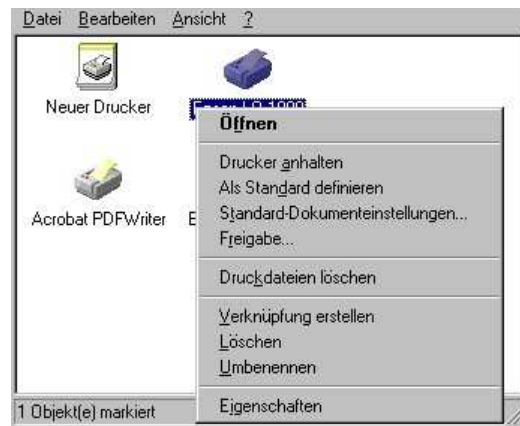 Datei Bearbeiten Ansicht ?
Neuer Drucker
Öffnen
Drucker anhalten
Als Standard definieren
Acrobat PDFWriter E
Standard-Dokumenteinstellungen...
Freigabe...
Druckdateien löschen
Verknüpfung erstellen
Löschen
Umbenennen
Eigenschaften
1 Objekt(e) markiert